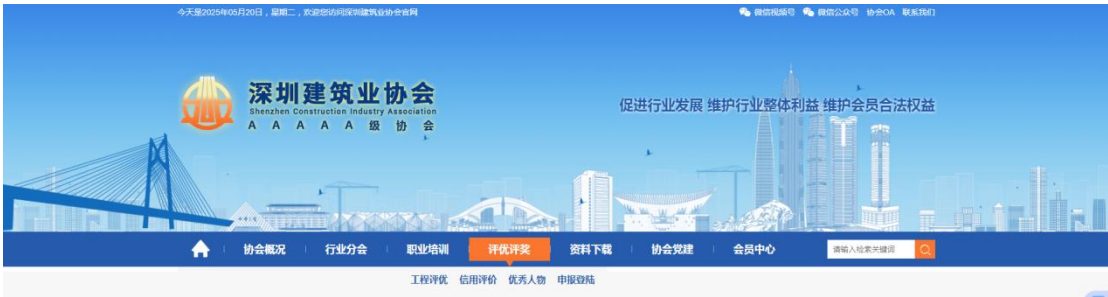 今天是2025年05月20日，星期二，欢迎您访问深圳建筑业协会官网
微信视频号 微信公众号 协会OA 联系我们
深圳建筑业协会
Shenzhen Construction Industry Association
AAAAA级协会
促进行业发展 维护行业整体利益 维护会员合法权益
协会概况 行业分会 职业培训 评优评奖 资料下载 协会党建 会员中心 请输入检索关键词
工程评优 信用评价 优秀人物 申报登陆